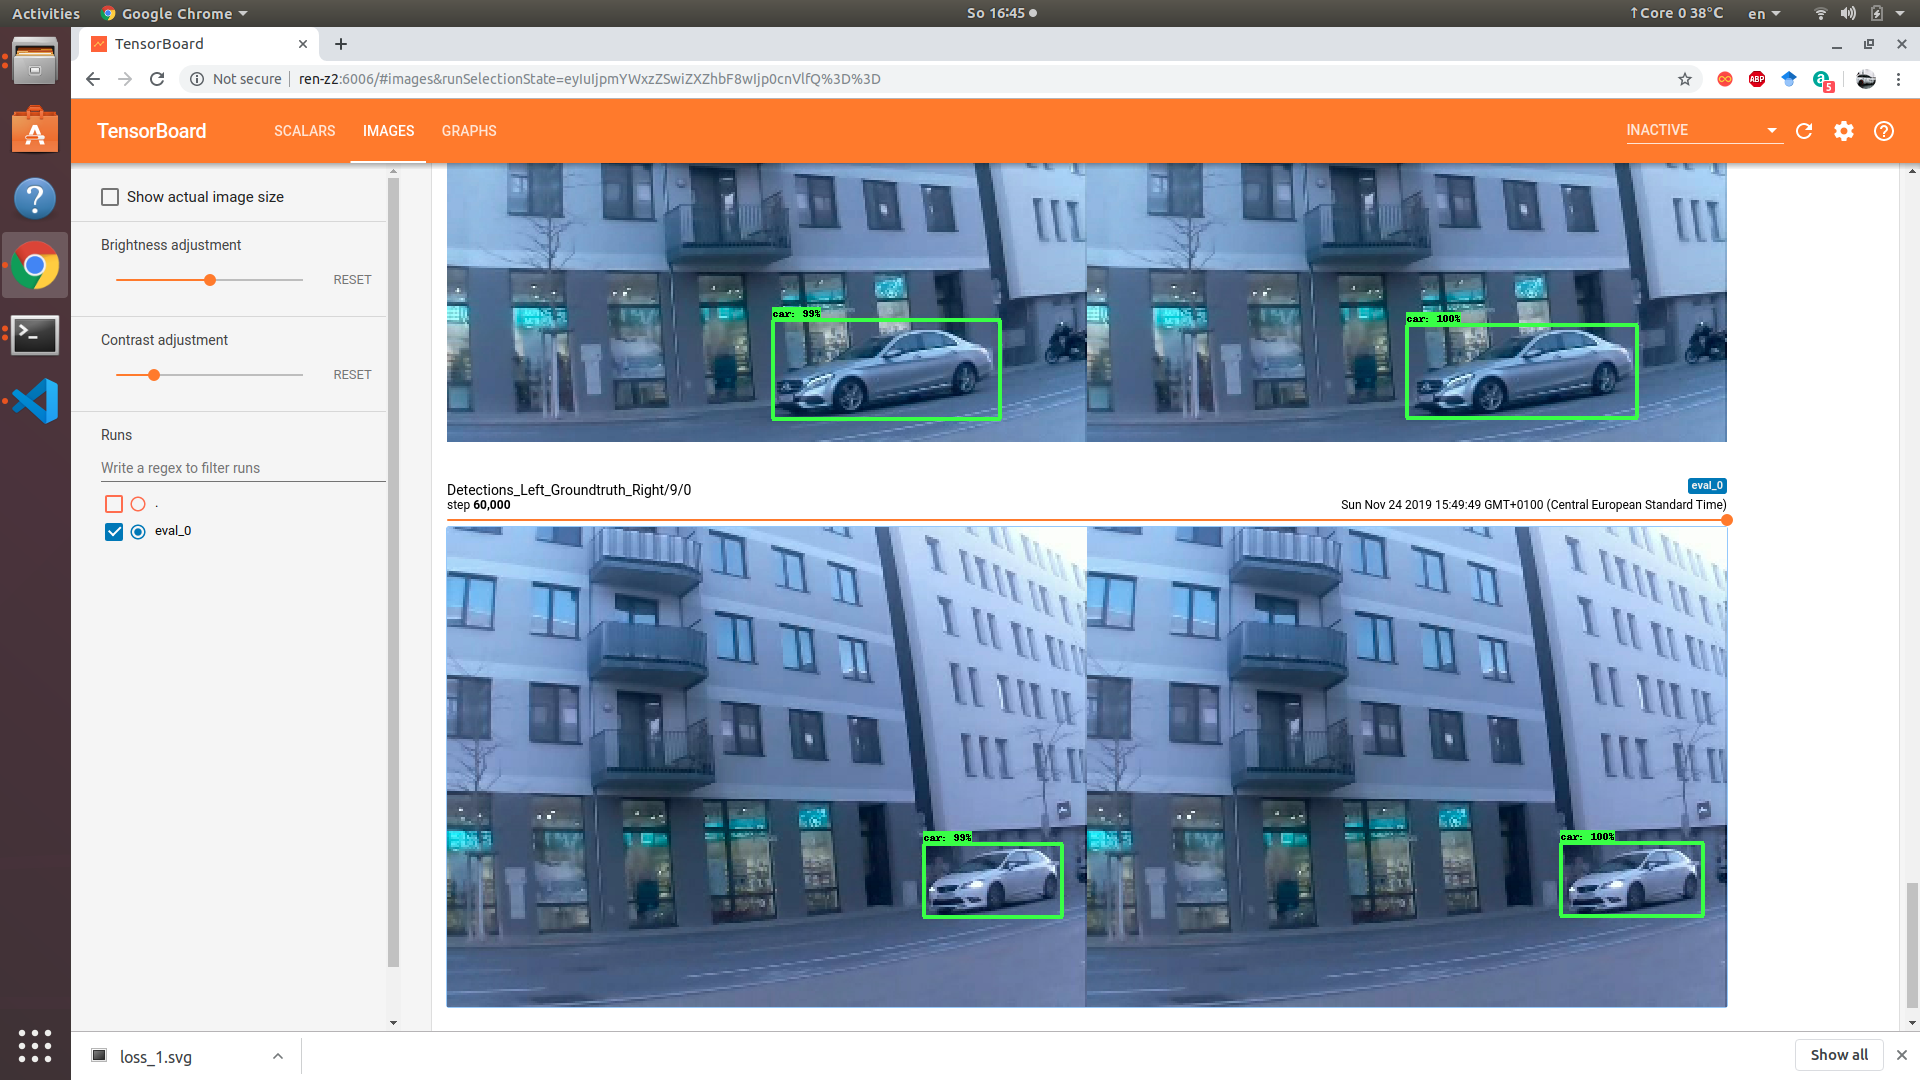 Activities
Google Chrome
So 16:45
↑Core 0 38°C
en
TensorBoard
Not secure
ren-z2:6006/#images&runSelectionState=eyIuIjpmYWxzZSwiZXZhbF8wIjp0cnVlfQ%3D%3D
ABP
a
5
TensorBoard
SCALARS
IMAGES
GRAPHS
INACTIVE
Show actual image size
Brightness adjustment
RESET
Contrast adjustment
RESET
Runs
Write a regex to filter runs
.
eval_0
car: 99%
car: 100%
Detections_Left_Groundtruth_Right/9/0
eval_0
step 60,000
Sun Nov 24 2019 15:49:49 GMT+0100 (Central European Standard Time)
car: 99%
car: 100%
loss_1.svg
Show all